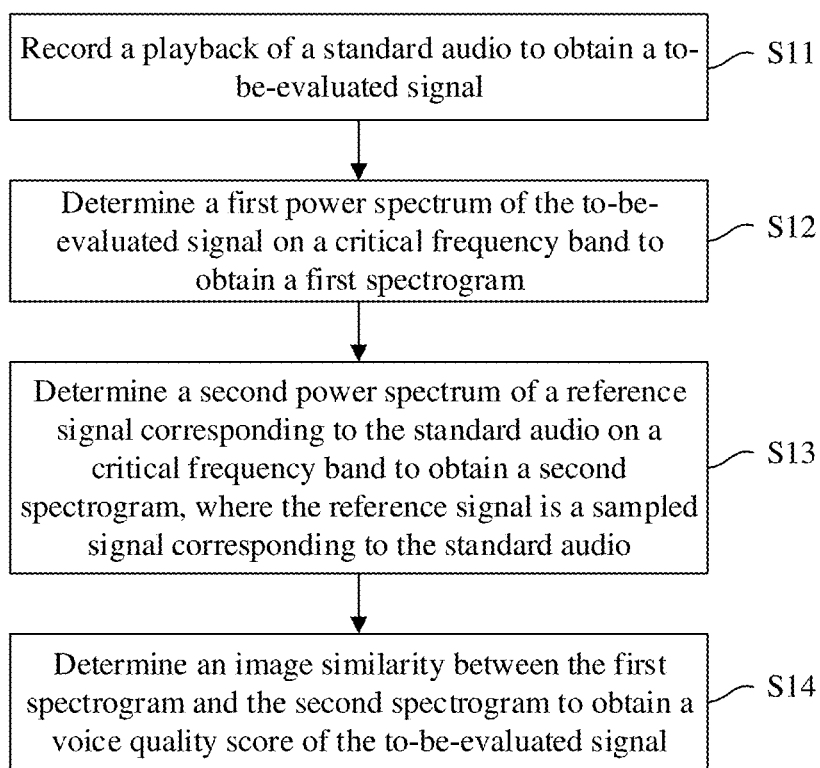 Record a playback of a standard audio to obtain a to-
be-evaluated signal
S11
Determine a first power spectrum of the to-be-
evaluated signal on a critical frequency band to
obtain a first spectrogram
S12
Determine a second power spectrum of a reference
signal corresponding to the standard audio on a
critical frequency band to obtain a second
spectrogram, where the reference signal is a sampled
signal corresponding to the standard audio
S13
Determine an image similarity between the first
spectrogram and the second spectrogram to obtain a
voice quality score of the to-be-evaluated signal
S14